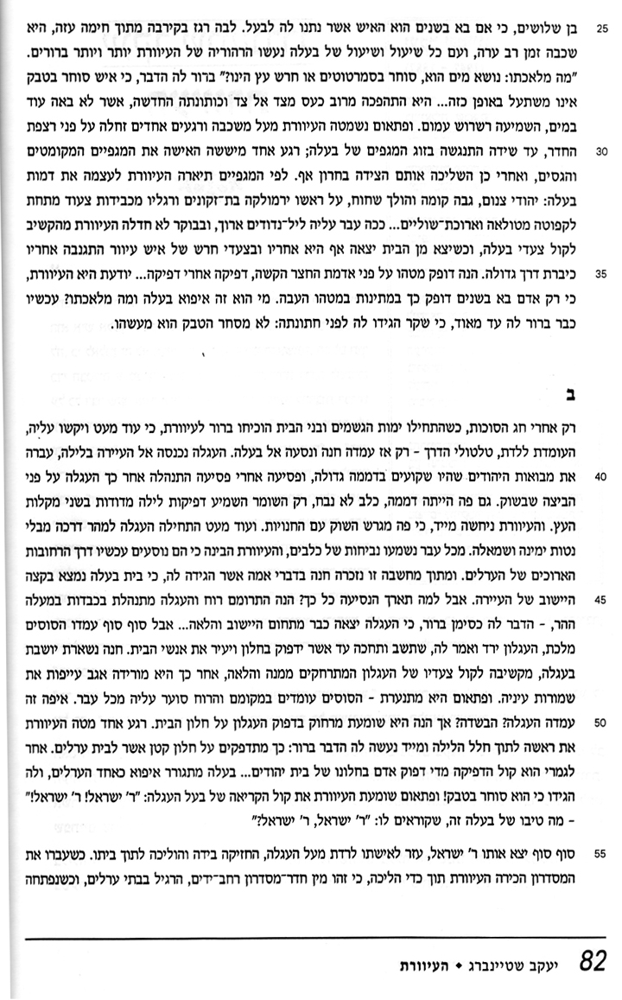 25 בן שלושים, כי אם בא בשנים הוא האיש אשר נתנו לה לבעל. לבה רגז בקירבה מתוך חימה עזה, היא
שכבה זמן רב ערה, ועם כל שיעול ושיעול של בעלה נעשו הרהוריה של העיוורת יותר ויותר ברורים.
"מה מלאכתו: נושא מים הוא, סוחר בסמרטוטים או חרש עץ הינו?" ברור לה הדבר, כי איש סוחר בטבק
אינו משתעל באופן כזה... היא התהפכה מרוב כעס מצד אל צד וכותונתה החדשה, אשר לא באה עוד
במים, השמיעה רשרוש עמום. ופתאום נשמטה העיוורת מעל משכבה ורגעים אחדים זחלה על פני רצפת
30 החדר, עד שידה התנגשה בזוג המגפים של בעלה; רגע אחד מיששה האישה את המגפיים המקומטים
והגסים, ואחרי כן השליכה אותם הצידה בחרון אף. לפי המגפיים תיארה העיוורת לעצמה את דמות
בעלה: יהודי צנום, גבה קומה והולך שחוח, על ראשו ירמולקה בת־זקונים ורגליו מכבידות צעוד מתחת
לקפוטה מטולאה וארוכת־שוליים... ככה עבר עליה ליל־נדודים ארוך, ובבוקר לא חדלה העיוורת מהקשיב
לקול צעדי בעלה, וכשיצא מן הבית יצאה אף היא אחריו ובצעדי חרש של איש עיוור התגנבה אחריו
35 כיברת דרך גדולה. הנה דופק מטהו על פני אדמת החצר הקשה, דפיקה אחרי דפיקה... יודעת היא העיוורת,
כי רק אדם בא בשנים דופק כך במתינות במטהו העבה. מי הוא זה איפוא בעלה ומה מלאכתו? עכשיו
כבר ברור לה עד מאוד, כי שקר הגידו לה לפני חתונתה: לא מסחר הטבק הוא מעשהו.
ב
רק אחרי חג הסוכות, כשהתחילו ימות הגשמים ובני הבית הוכיחו ברור לעיוורת, כי עוד מעט ויקשו עליה,
העומדת ללדת, טלטולי הדרך – רק אז עמדה חנה ונסעה אל בעלה. העגלה נכנסה אל העיירה בלילה, עברה
40 את מבואות היהודים שהיו שקועים בדממה גדולה, ופסיעה אחרי פסיעה התנהלה אחר כך העגלה על פני
הביצה שבשוק. גם פה הייתה דממה, כלב לא נבח, רק השומר השמיע דפיקות לילה מדודות בשני מקלות
העץ. והעיוורת ניחשה מייד, כי פה מגרש השוק עם החנויות. ועוד מעט התחילה העגלה למהר דרכה מבלי
נטות ימינה ושמאלה. מכל עבר נשמעו נביחות של כלבים, והעיוורת הבינה כי הם נוסעים עכשיו דרך הרחובות
הארוכים של הערלים. ומתוך מחשבה זו נזכרה חנה בדברי אמה אשר הגידה לה, כי בית בעלה נמצא בקצה
45 היישוב של העיירה. אבל למה תארך הנסיעה כל כך? הנה התרומם רוח והעגלה מתנהלת בכבדות במעלה
ההר, – הדבר לה כסימן ברור, כי העגלה יצאה כבר מתחום היישוב והלאה... אבל סוף סוף עמדו הסוסים
מלכת, העגלון ירד ואמר לה, שתשב ותחכה עד אשר ידפוק בחלון ויעיר את אנשי הבית. חנה נשארת יושבת
בעגלה, מקשיבה לקול צעדיו של העגלון המתרחקים ממנה והלאה, אחר כך היא מורידה אגב עייפות את
שמורות עיניה. ופתאום היא מתנערת – הסוסים עומדים במקומם והרוח סוער עליה מכל עבר. איפה זה
50 עמדה העגלה? הבשדה? אך הנה היא שומעת מרחוק בדפוק העגלון על חלון הבית. רגע אחד מטה העיוורת
את ראשה לתוך חלל הלילה ומייד נעשה לה הדבר ברור: כך מתדפקים על חלון קטן אשר לבית ערלים. אחר
לגמרי הוא קול הדפיקה מדי דפוק אדם בחלונו של בית יהודים... בעלה מתגורר איפוא כאחד הערלים, ולה
הגידו כי הוא סוחר בטבק! ופתאום שומעת העיוורת את קול הקריאה של בעל העגלה: "ר' ישראל! ר' ישראל!"
– מה טיבו של בעלה זה, שקוראים לו: "ר' ישראל, ר' ישראל?"
55 סוף סוף יצא אותו ר' ישראל, עזר לאישתו לרדת מעל העגלה, החזיקה בידה והוליכה לתוך ביתו. כשעברו את
המסדרון הכירה העיוורת תוך כדי הליכה, כי זהו מין חדר־מסדרון רחב־ידים, הרגיל בבתי ערלים, וכשנפתחה
82 יעקב שטיינברג • העיוורת